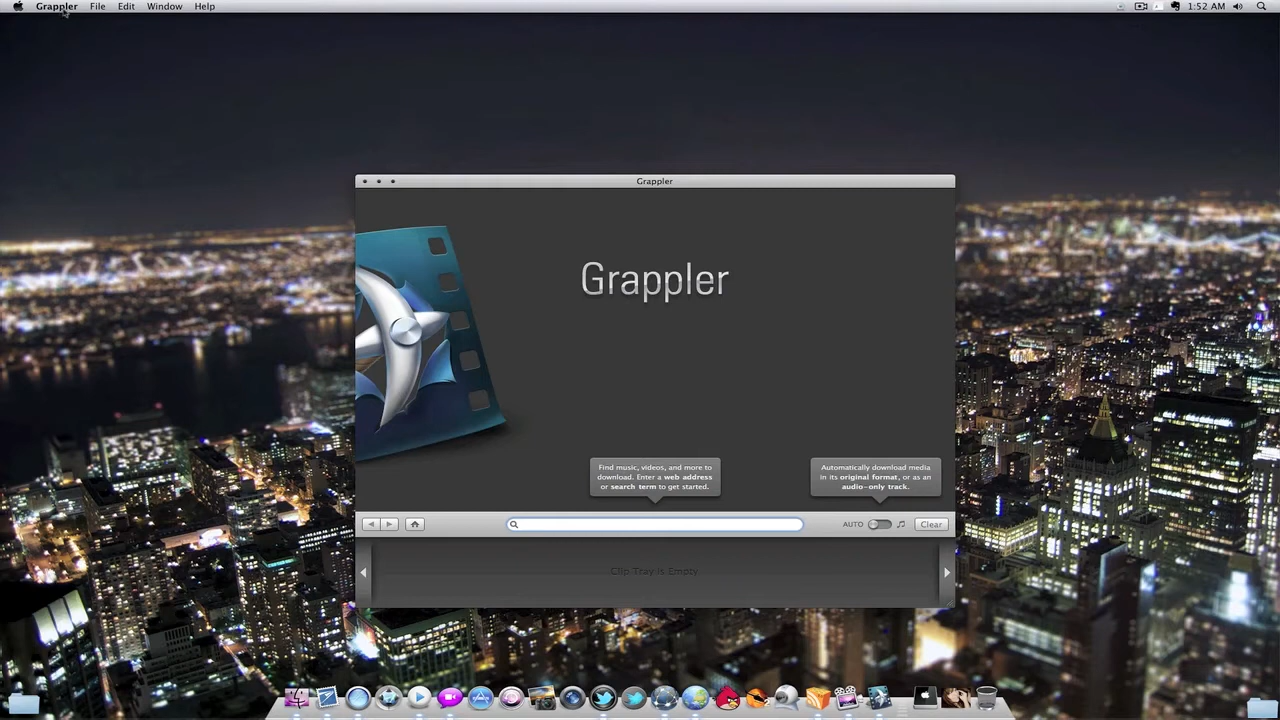 Grappler File Edit Window Help 1:52 AM
Grappler
Grappler
Find music, videos, and more to
download. Enter a web address
or search term to get started.
Automatically download media
in its original format, or as an
audio-only track.
AUTO Clear
Clip Tray is Empty